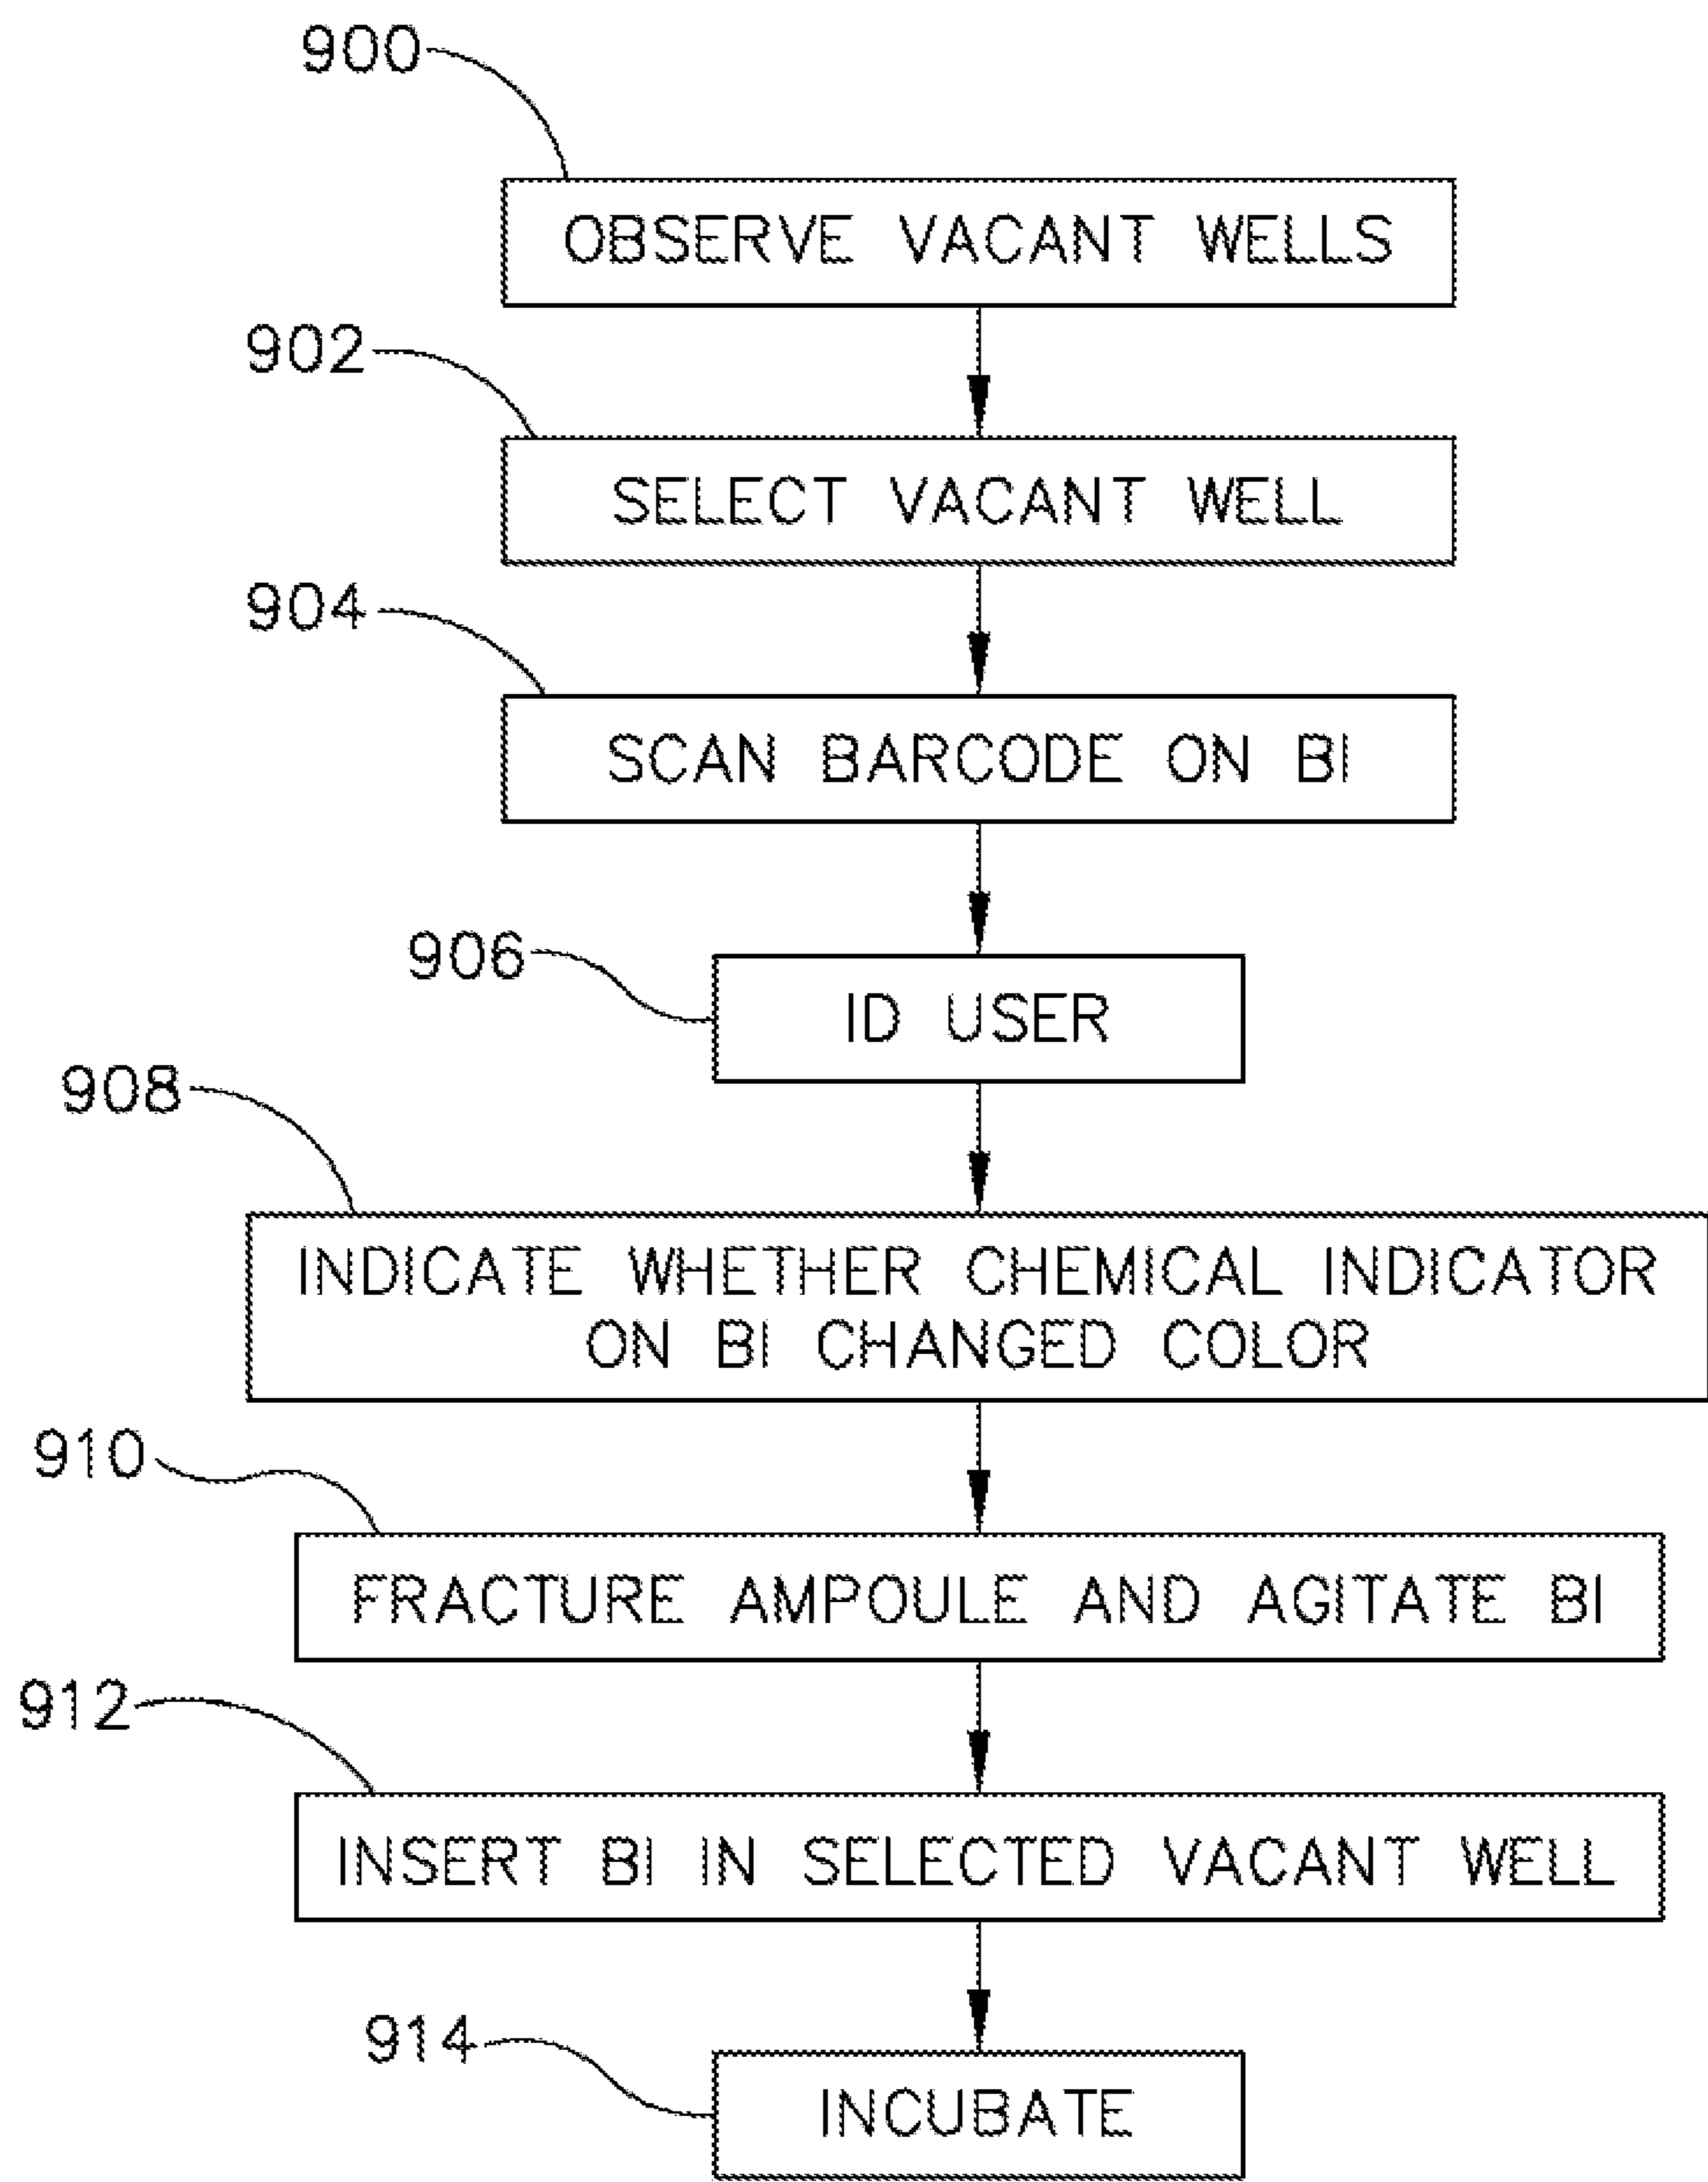 900
OBSERVE VACANT WELLS
902
SELECT VACANT WELL
904
SCAN BARCODE ON BI
906
ID USER
908
INDICATE WHETHER CHEMICAL INDICATOR
ON BI CHANGED COLOR
910
FRACTURE AMPOULE AND AGITATE BI
912
INSERT BI IN SELECTED VACANT WELL
914
INCUBATE